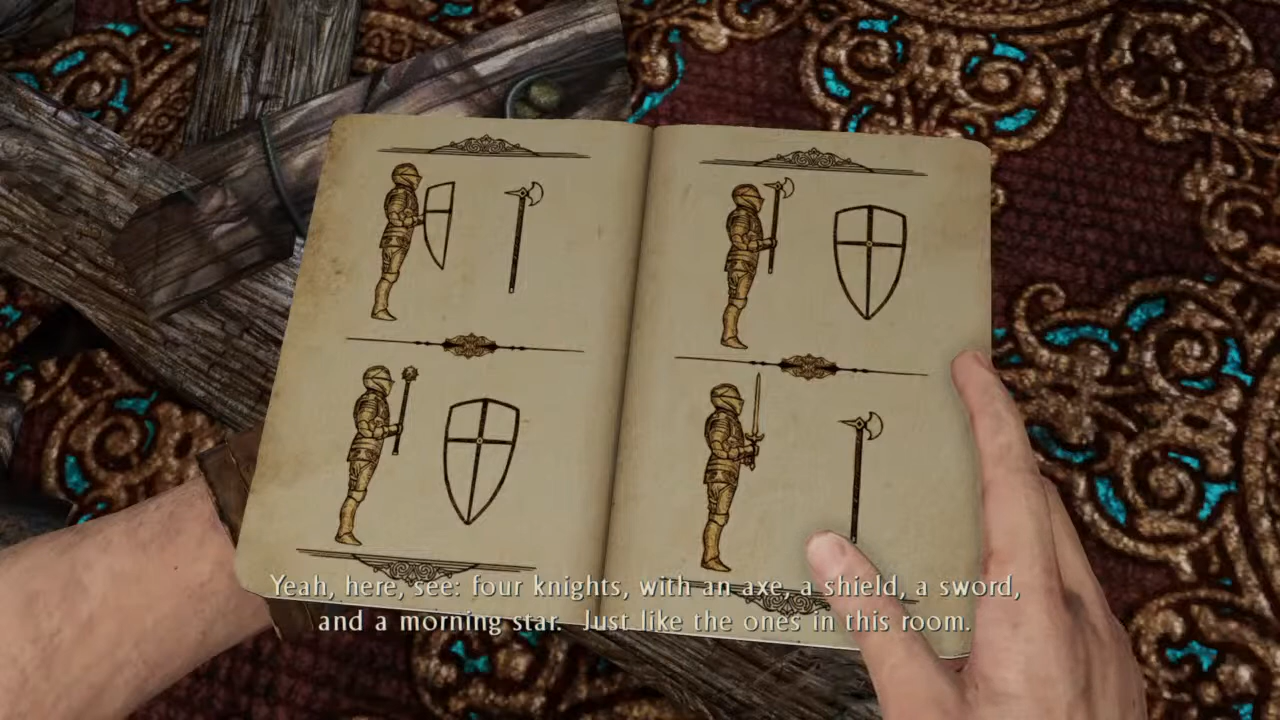 Yeah, here, see: four knights, with an axe, a shield, a sword,
and a morning star. Just like the ones in this room.